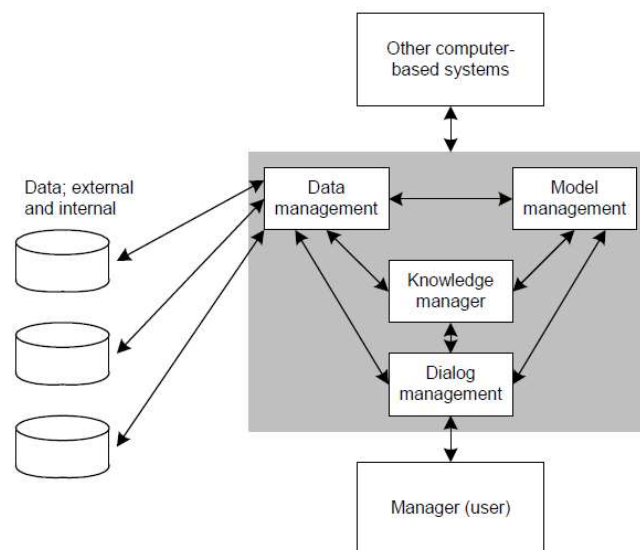 Other computer-
based systems
Data; external
and internal
Data
management
Model
management
Knowledge
manager
Dialog
management
Manager (user)